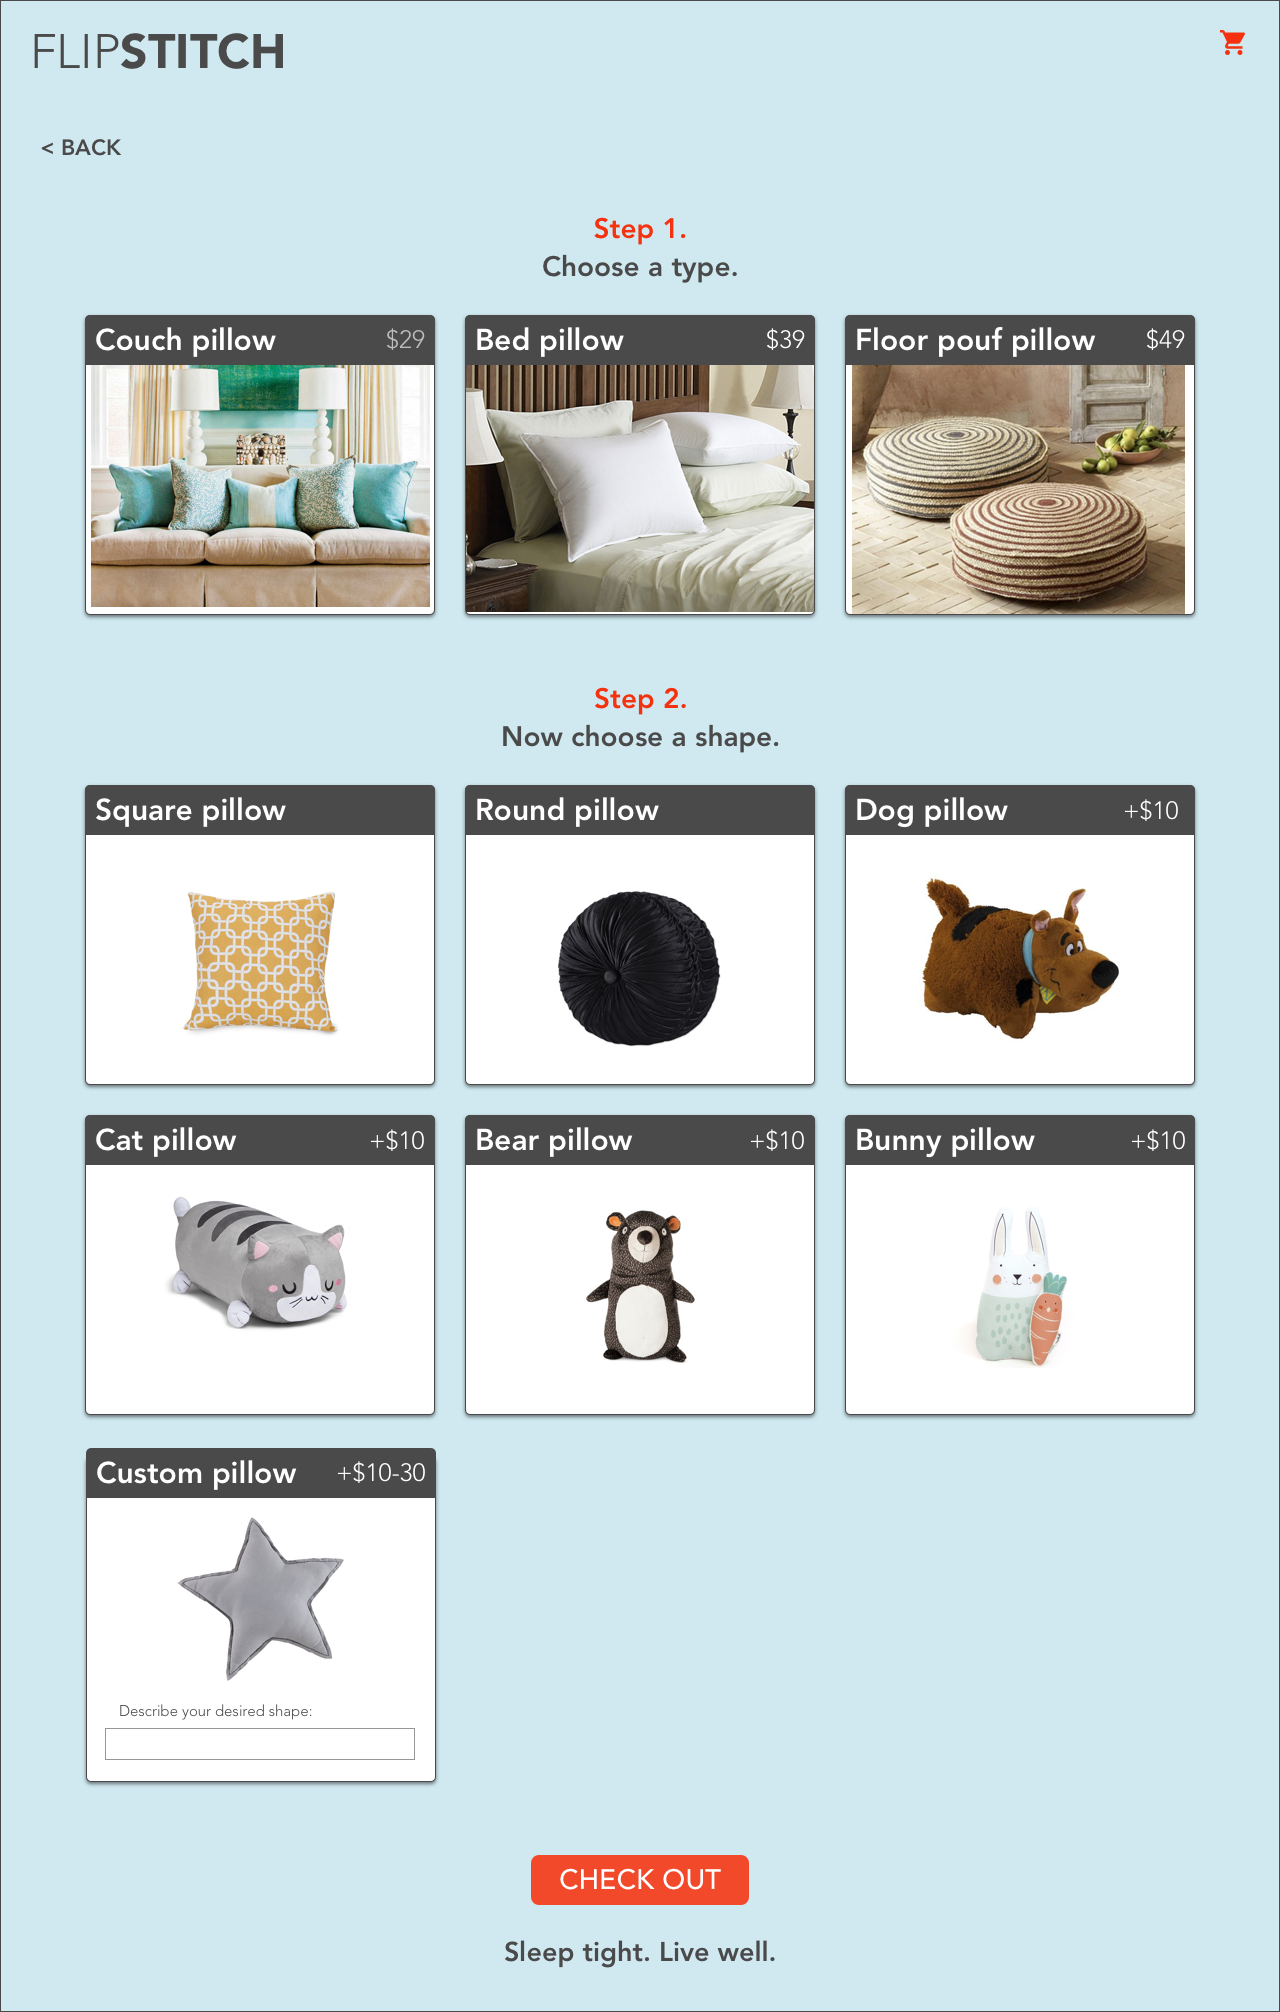 FLIPSTITCH
< BACK
Step 1.
Choose a type.
Couch pillow $29
Bed pillow $39
Floor pouf pillow $49
Step 2.
Now choose a shape.
Square pillow
Round pillow
Dog pillow +$10
Cat pillow +$10
Bear pillow +$10
Bunny pillow +$10
Custom pillow +$10-30
Describe your desired shape:
CHECK OUT
Sleep tight. Live well.